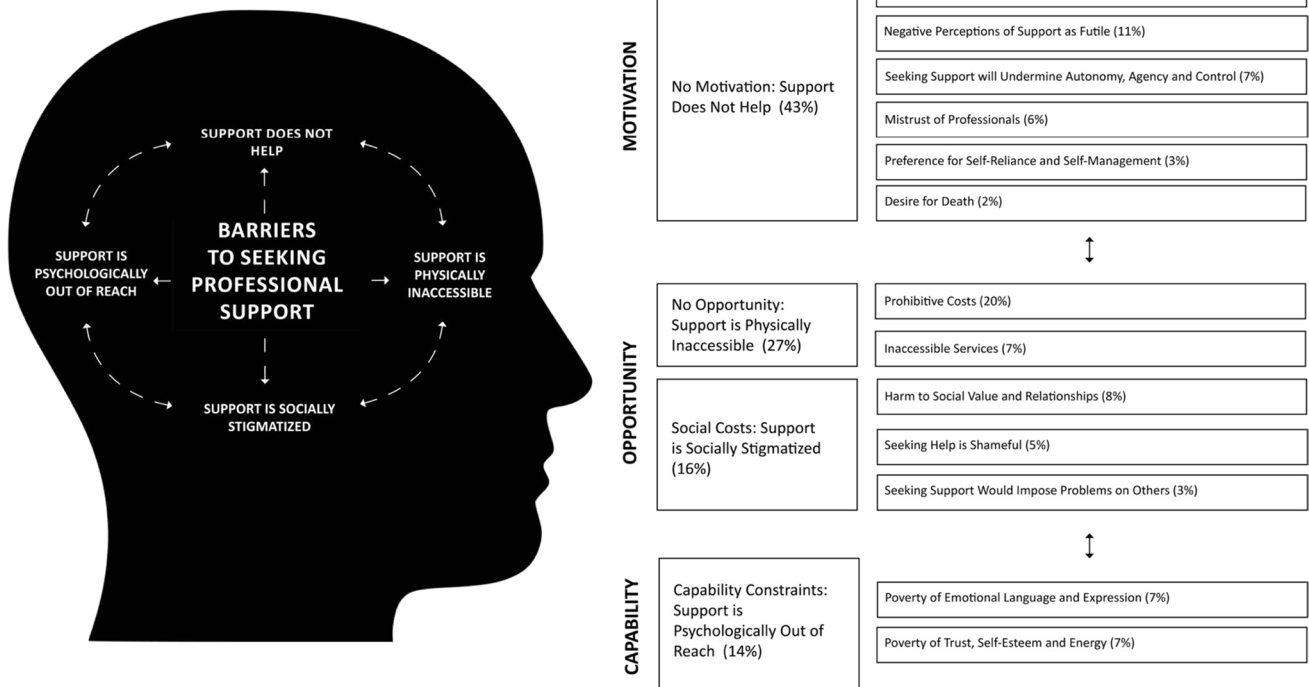 SUPPORT DOES NOT
HELP
BARRIERS
TO SEEKING
PROFESSIONAL
SUPPORT
SUPPORT IS
PSYCHOLOGICALLY
OUT OF REACH
SUPPORT IS
PHYSICALLY
INACCESSIBLE
SUPPORT IS SOCIALLY
STIGMATIZED
MOTIVATION
No Motivation: Support
Does Not Help (43%)
Negative Perceptions of Support as Futile (11%)
Seeking Support will Undermine Autonomy, Agency and Control (7%)
Mistrust of Professionals (6%)
Preference for Self-Reliance and Self-Management (3%)
Desire for Death (2%)
OPPORTUNITY
No Opportunity:
Support is Physically
Inaccessible (27%)
Prohibitive Costs (20%)
Inaccessible Services (7%)
Social Costs: Support
is Socially Stigmatized
(16%)
Harm to Social Value and Relationships (8%)
Seeking Help is Shameful (5%)
Seeking Support Would Impose Problems on Others (3%)
CAPABILITY
Capability Constraints:
Support is
Psychologically Out of
Reach (14%)
Poverty of Emotional Language and Expression (7%)
Poverty of Trust, Self-Esteem and Energy (7%)